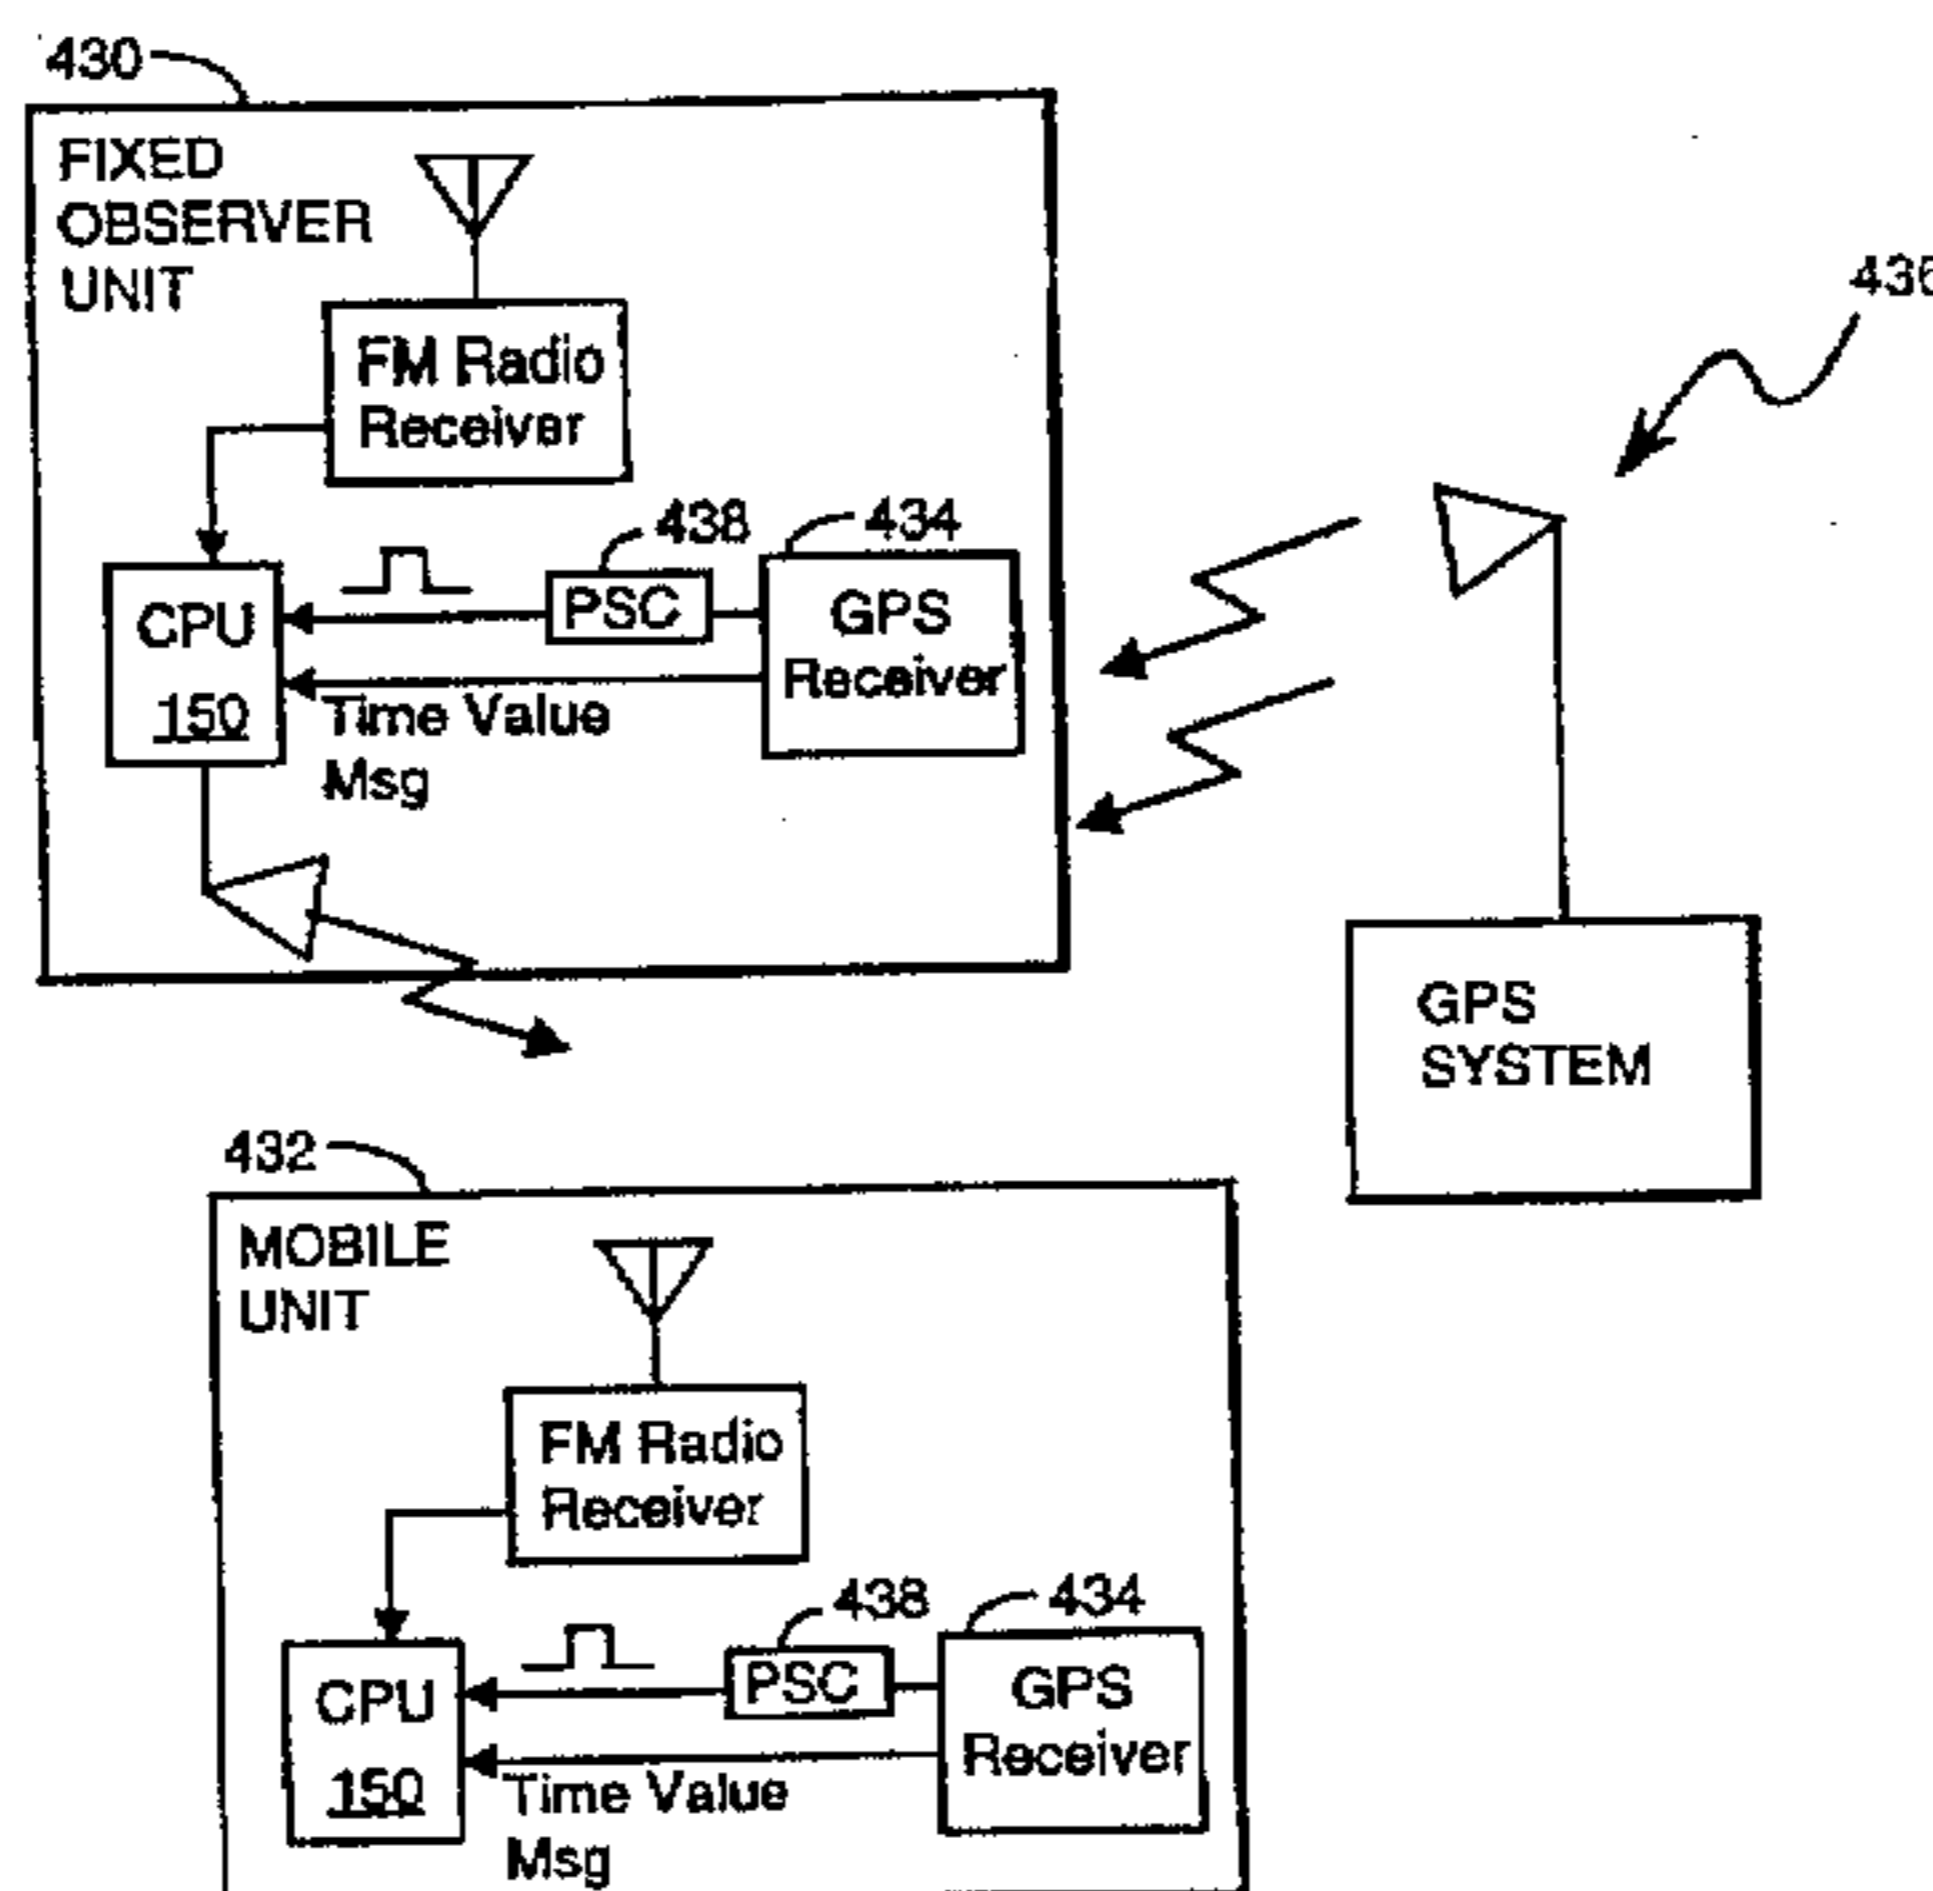 430
FIXED
OBSERVER
UNIT
FM Radio
Receiver
438
434
CPU
150
PSC
GPS
Receiver
Time Value
Msg
GPS
SYSTEM
432
MOBILE
UNIT
FM Radio
Receiver
438
434
CPU
150
PSC
GPS
Receiver
Time Value
Msg